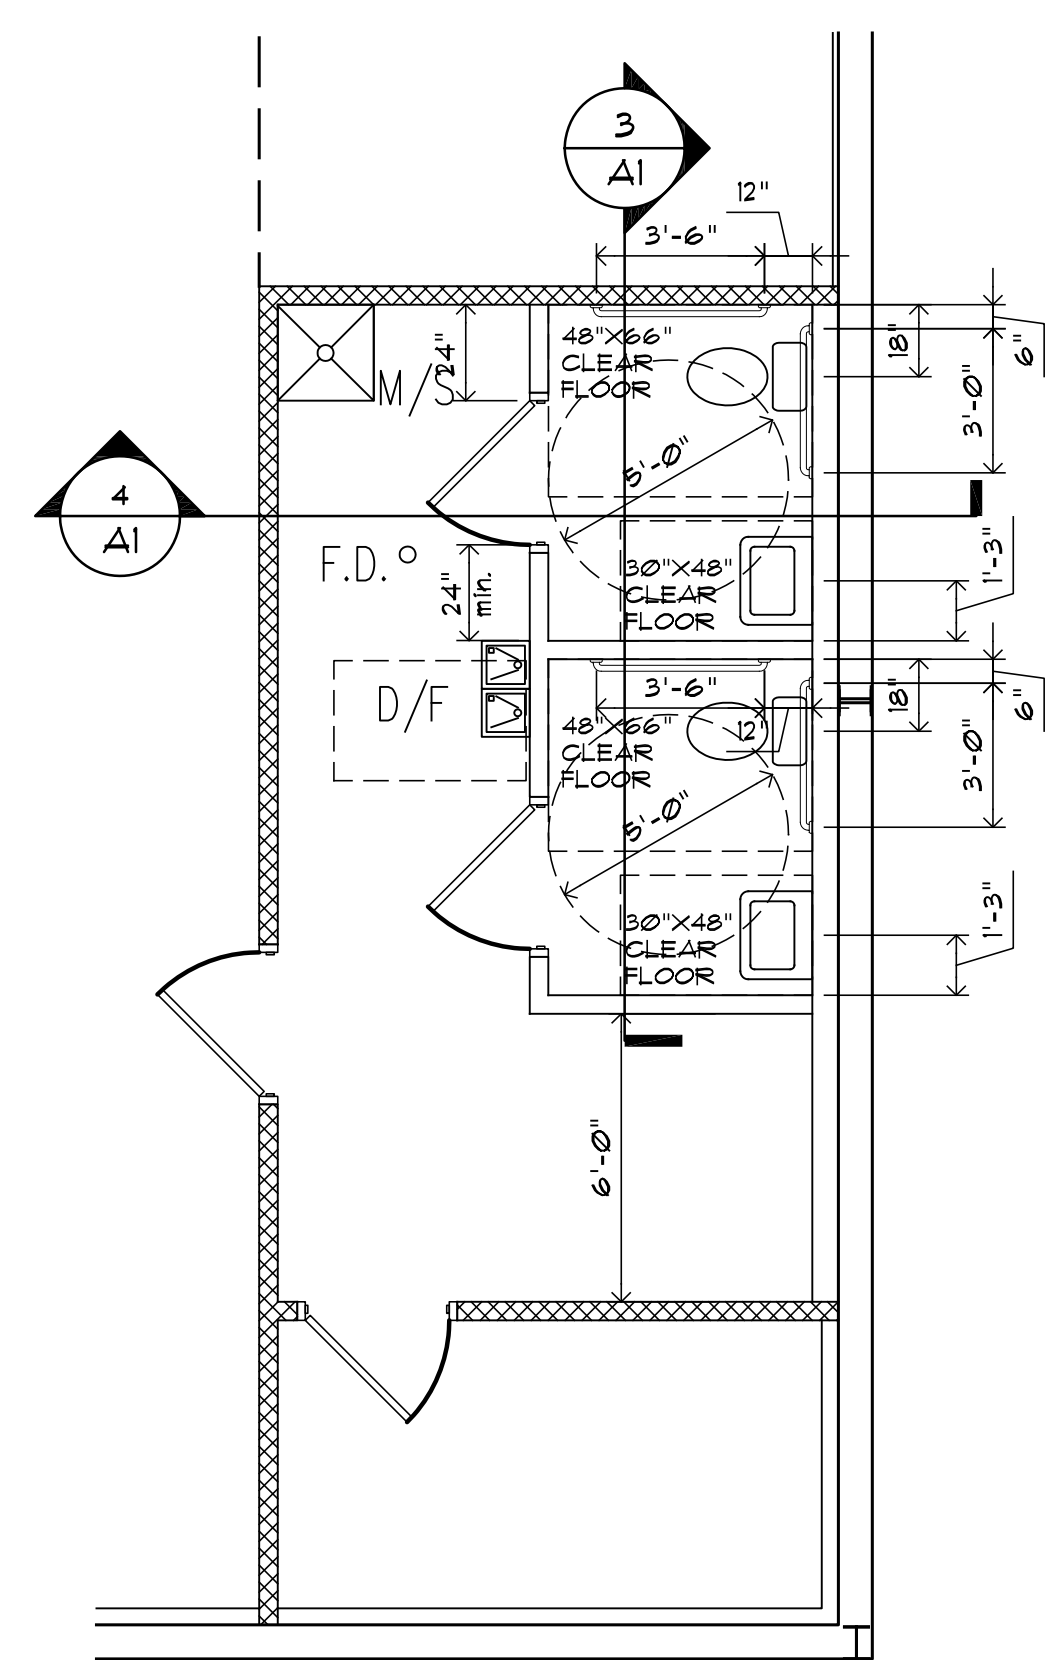 3
A1
12"
3'-6"
48"X66"
CLEAR
FLOOR
24"
M/S
18"
6"
3'-0"
5'-0"
4
A1
F.D.
24"
min.
30"X48"
CLEAR
FLOOR
1'-3"
D/F
3'-6"
12"
48"X66"
CLEAR
FLOOR
18"
6"
3'-0"
5'-0"
30"X48"
CLEAR
FLOOR
1'-3"
6'-0"